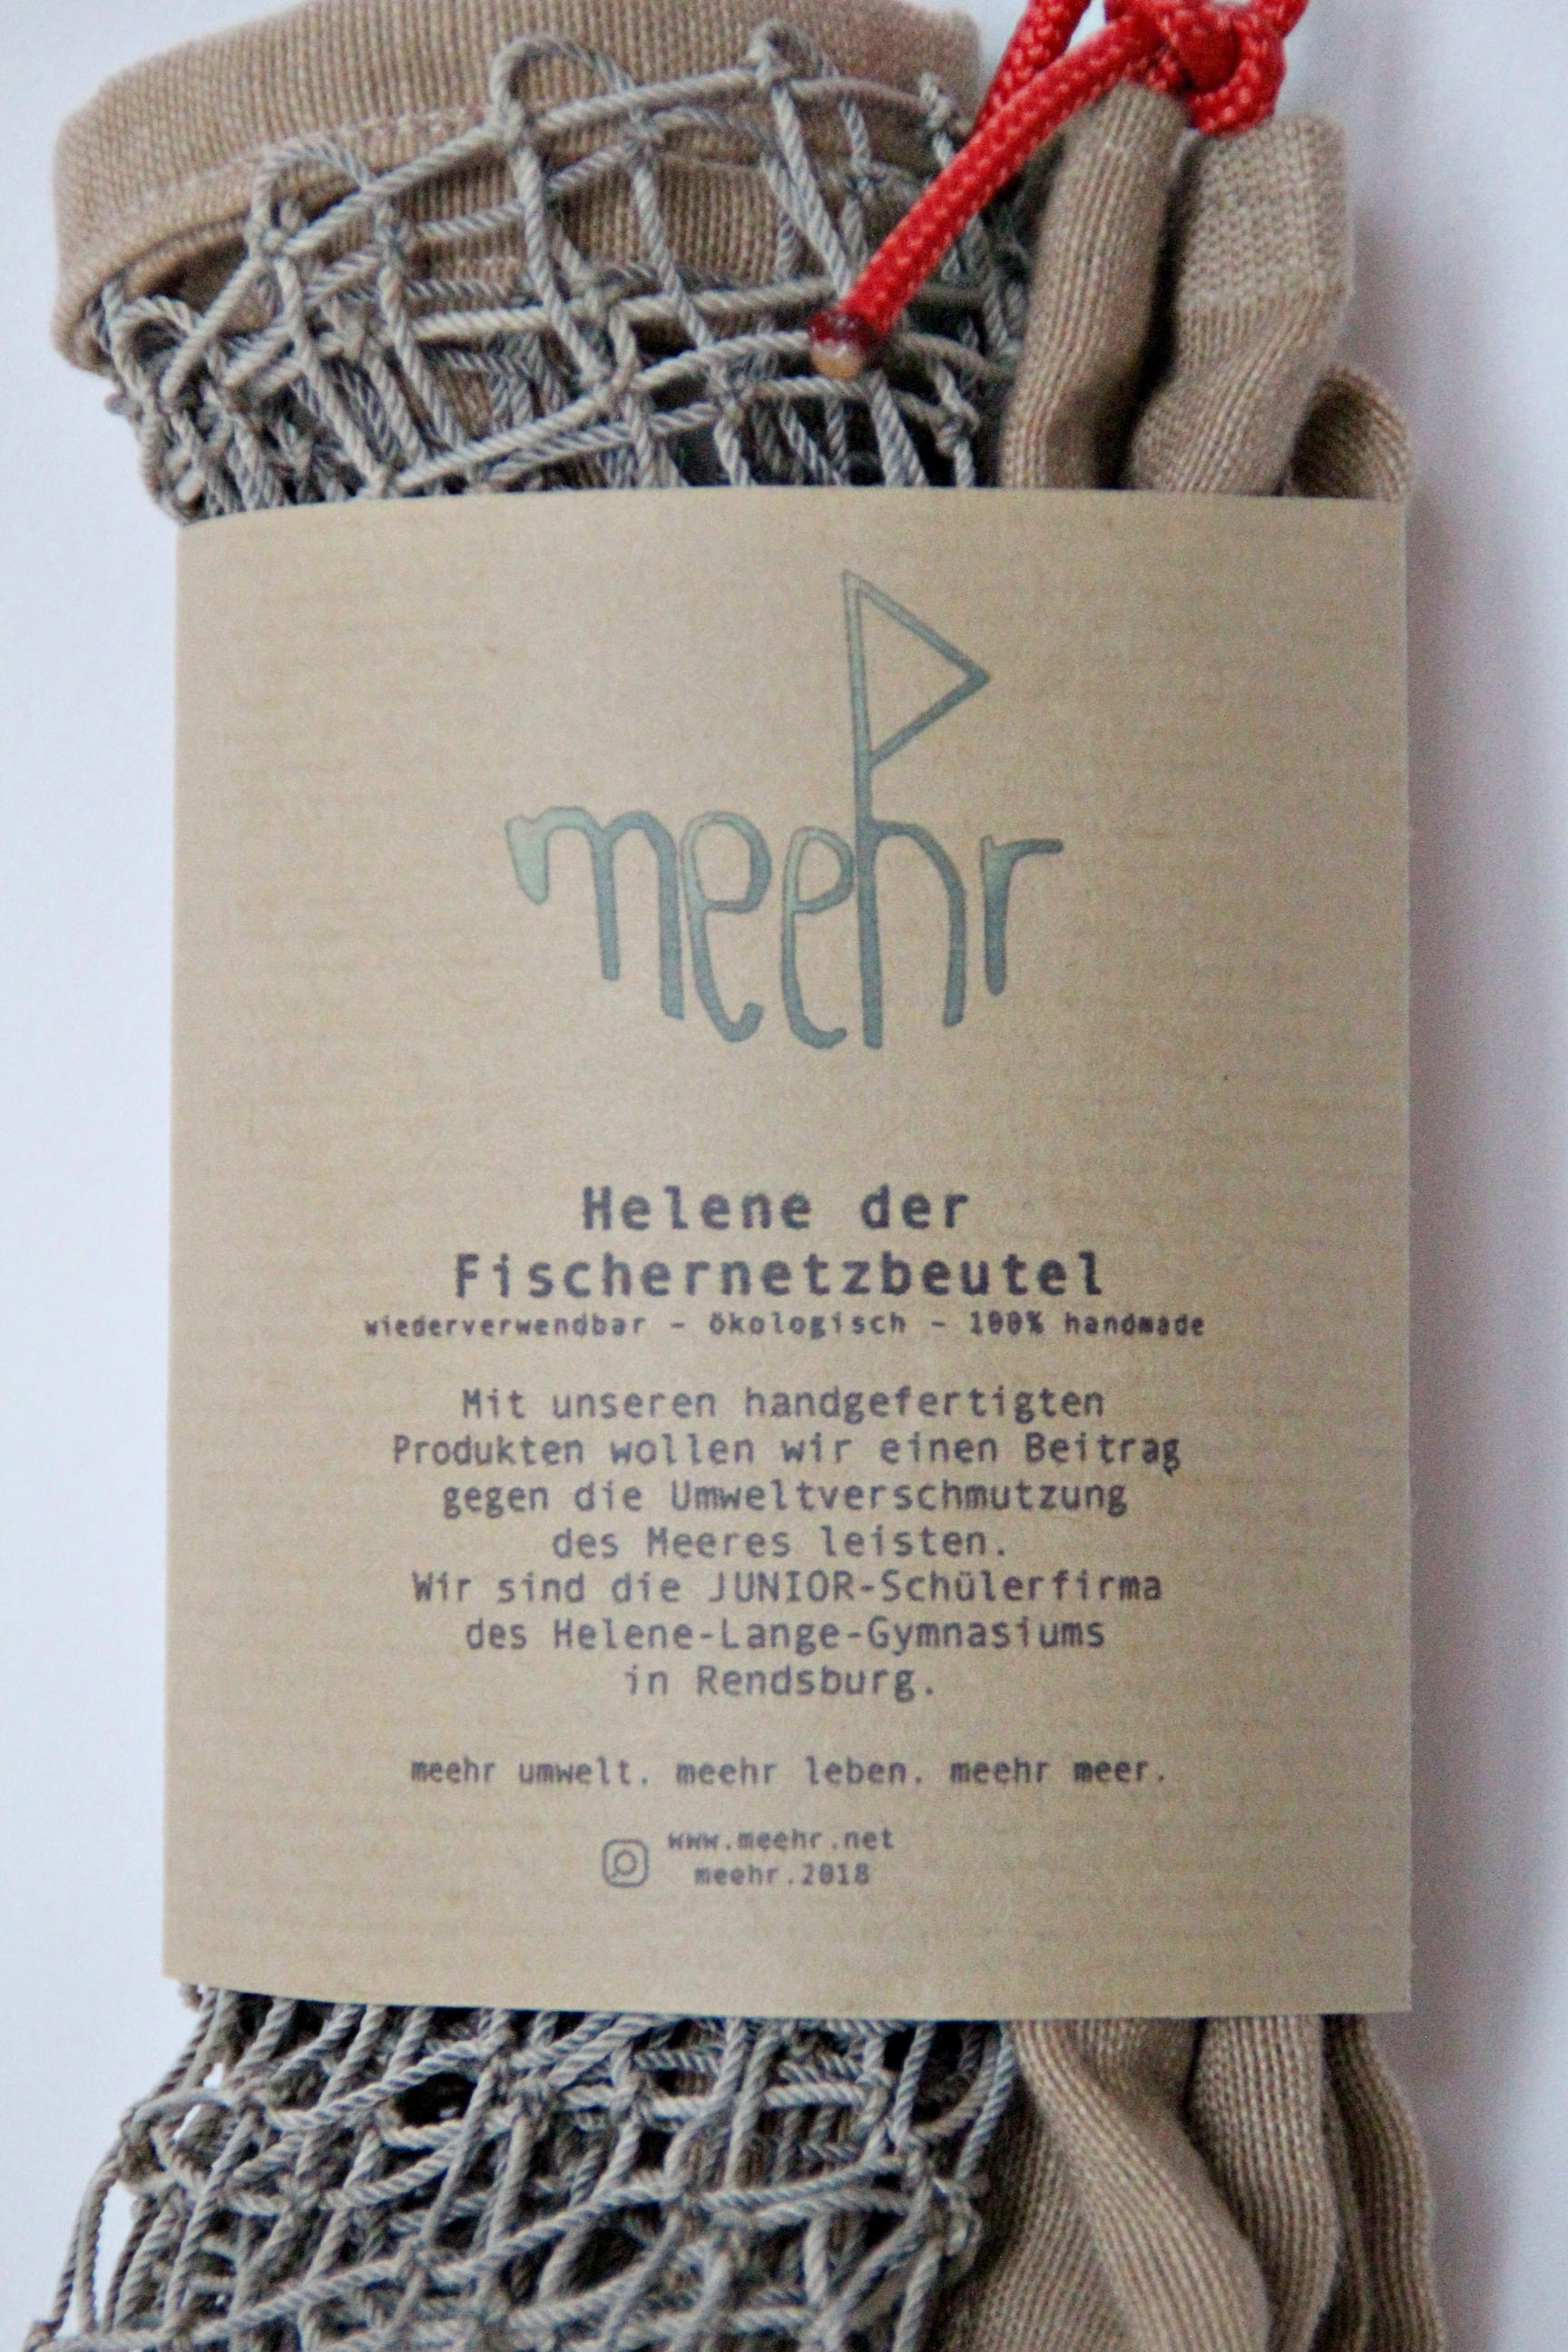 meehr
Helene der
Fischernetzbeutel
wiederverwendbar - ökologisch - 100% handmade
Mit unseren handgefertigten
Produkten wollen wir einen Beitrag
gegen die Umweltverschmutzung
des Meeres leisten.
Wir sind die JUNIOR-Schülerfirma
des Helene-Lange-Gymnasiums
in Rendsburg.
meehr umwelt. meehr leben. meehr meer.
www.meehr.net
meehr.2018